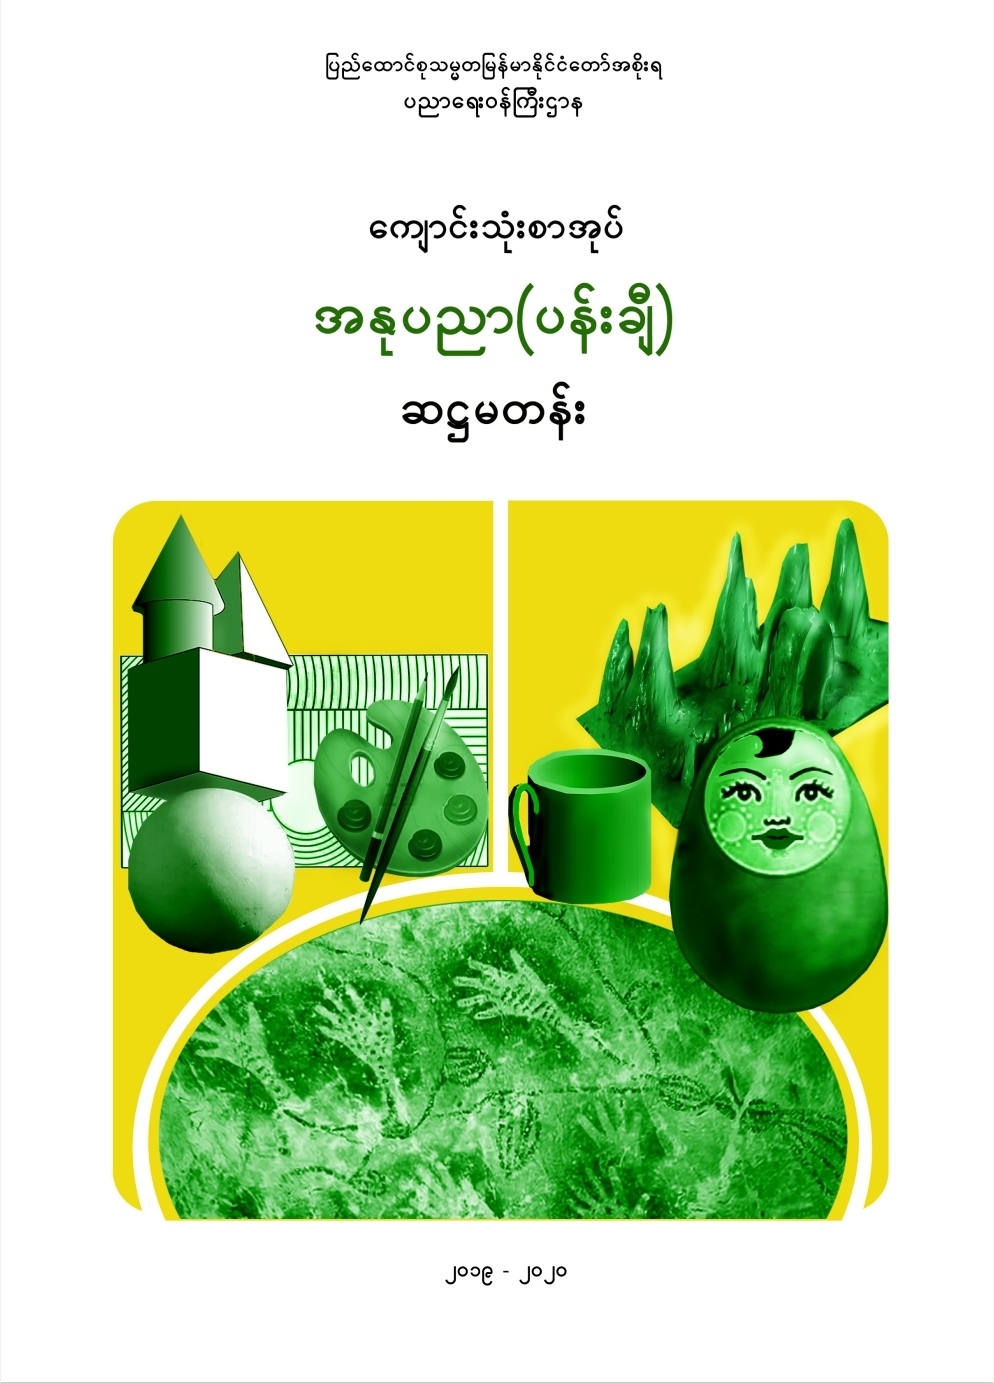 ပြည်ထောင်စုသမ္မတမြန်မာနိုင်ငံတော်အစိုးရ
ပညာရေးဝန်ကြီးဌာန
ကျောင်းသုံးစာအုပ်
အနုပညာ(ပန်းချီ)
ဆဋ္ဌမတန်း
၂၀၁၉ - ၂၀၂၀